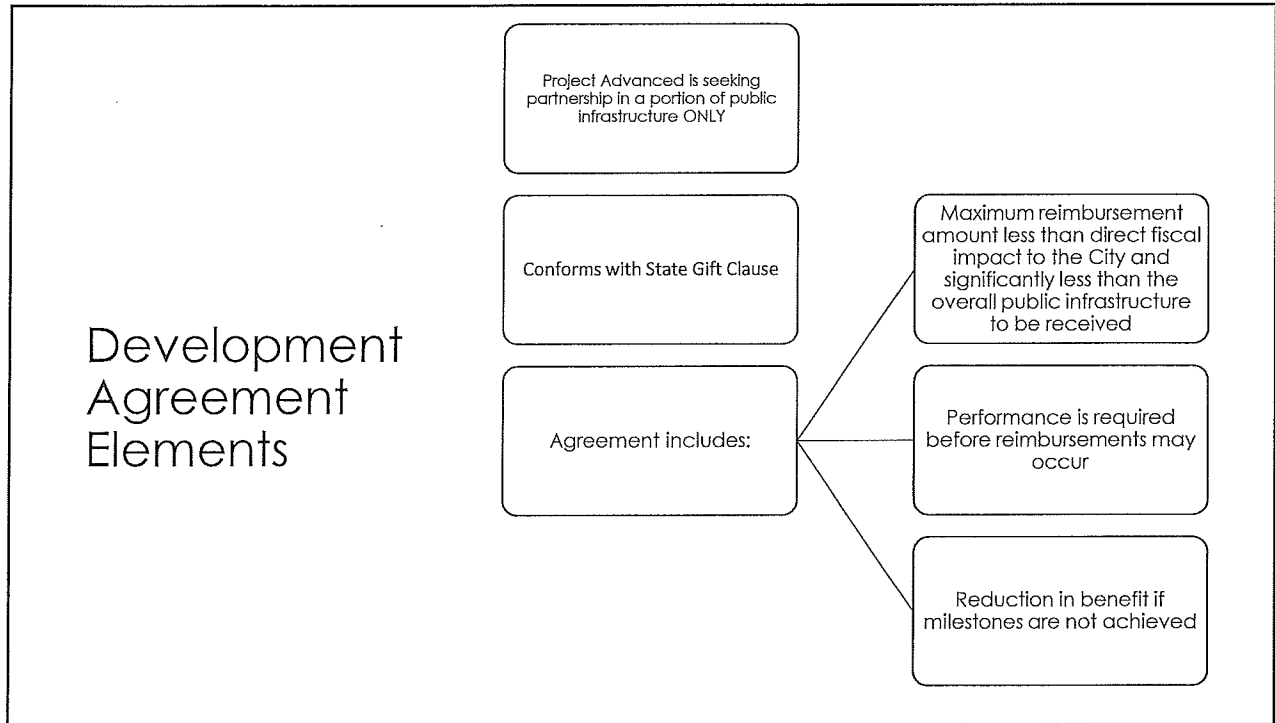 Development
Agreement
Elements
Project Advanced is seeking
partnership in a portion of public
infrastructure ONLY
Conforms with State Gift Clause
Agreement includes:
Maximum reimbursement
amount less than direct fiscal
impact to the City and
significantly less than the
overall public infrastructure
to be received
Performance is required
before reimbursements may
occur
Reduction in benefit if
milestones are not achieved